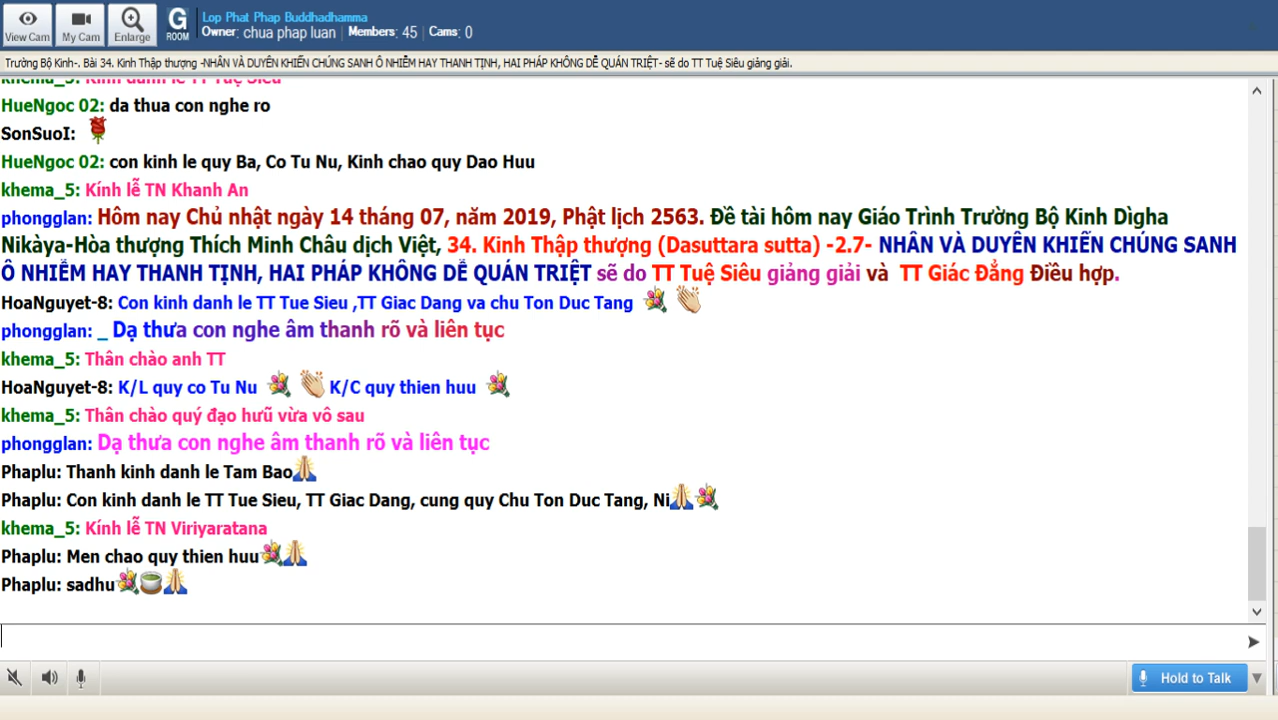 View Cam
My Cam
Enlarge
G
ROOM
Lop Phat Phap Buddhadhamma
Owner: chua phap luan | Members: 45 | Cams: 0
Trường Bộ Kinh-. Bài 34. Kinh Thập thượng -NHÂN VÀ DUYÊN KHIẾN CHÚNG SANH Ô NHIỄM HAY THANH TỊNH, HAI PHÁP KHÔNG DỄ QUÁN TRIỆT- sẽ do TT Tuệ Siêu giảng giải.
khema_5: Kính danh lễ TT Tuệ Siêu
HueNgoc 02: da thua con nghe ro
SonSuoI:
HueNgoc 02: con kinh le quy Ba, Co Tu Nu, Kinh chao quy Dao Huu
khema_5: Kính lễ TN Khanh An
phongglan: Hôm nay Chủ nhật ngày 14 tháng 07, năm 2019, Phật lịch 2563. Đề tài hôm nay Giáo Trình Trường Bộ Kinh Dìgha
Nikàya-Hòa thượng Thích Minh Châu dịch Việt, 34. Kinh Thập thượng (Dasuttara sutta) -2.7- NHÂN VÀ DUYÊN KHIẾN CHÚNG SANH
Ô NHIỄM HAY THANH TỊNH, HAI PHÁP KHÔNG DỄ QUÁN TRIỆT sẽ do TT Tuệ Siêu giảng giải và TT Giác Đẳng Điều hợp.
HoaNguyet-8: Con kinh danh le TT Tue Sieu ,TT Giac Dang va chu Ton Duc Tang
phongglan: _ Dạ thưa con nghe âm thanh rõ và liên tục
khema_5: Thân chào anh TT
HoaNguyet-8: K/L quy co Tu Nu K/C quy thien huu
khema_5: Thân chào quý đạo hưũ vừa vô sau
phongglan: Dạ thưa con nghe âm thanh rõ và liên tục
Phaplu: Thanh kinh danh le Tam Bao
Phaplu: Con kinh danh le TT Tue Sieu, TT Giac Dang, cung quy Chu Ton Duc Tang, Ni
khema_5: Kính lễ TN Viriyaratana
Phaplu: Men chao quy thien huu
Phaplu: sadhu
Hold to Talk